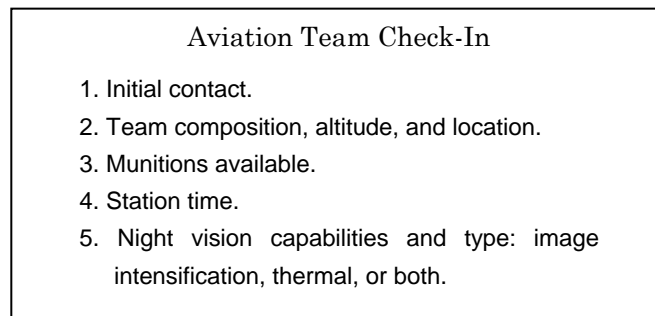 Aviation Team Check-In
1. Initial contact.
2. Team composition, altitude, and location.
3. Munitions available.
4. Station time.
5. Night vision capabilities and type: image
intensification, thermal, or both.